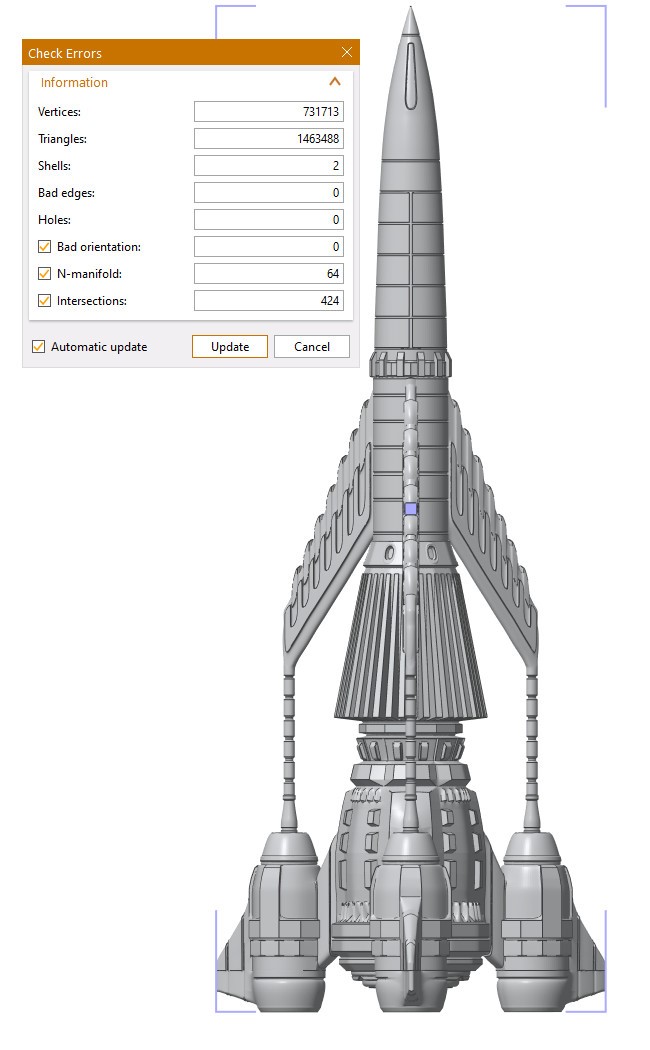 Check Errors
Information
Vertices: 731713
Triangles: 1463488
Shells: 2
Bad edges: 0
Holes: 0
Bad orientation: 0
N-manifold: 64
Intersections: 424
Automatic update Update Cancel